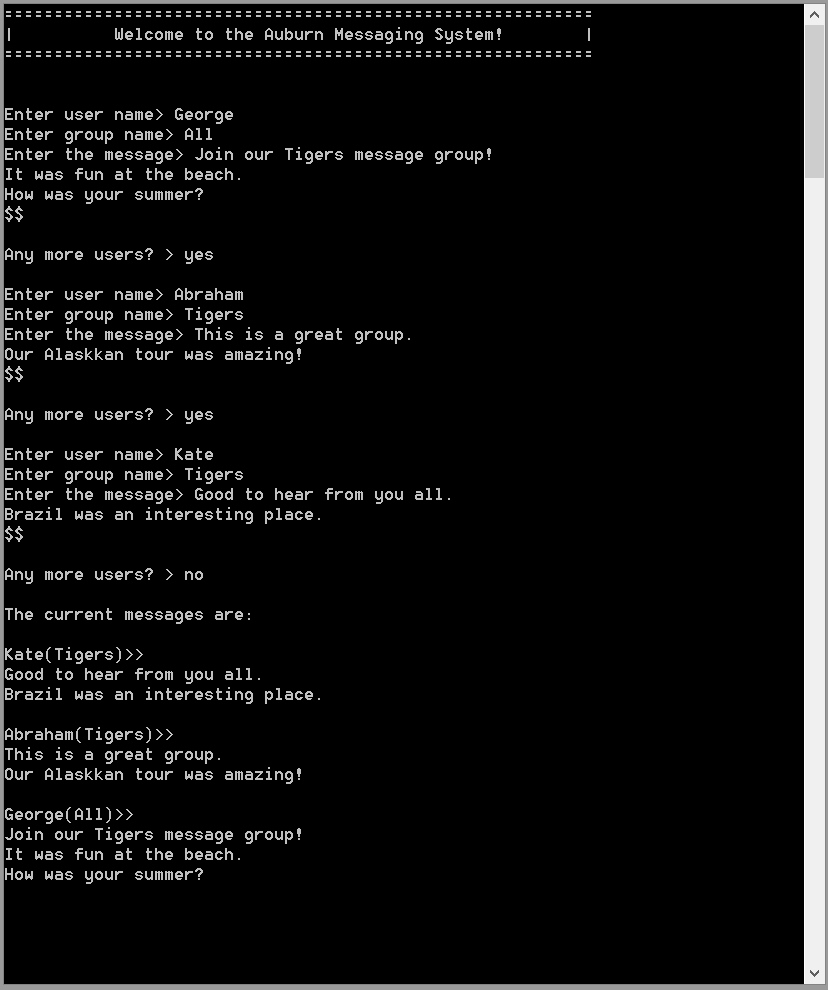 ===========================================================
|          Welcome to the Auburn Messaging System!        |
===========================================================
Enter user name> George
Enter group name> All
Enter the message> Join our Tigers message group!
It was fun at the beach.
How was your summer?
$$
Any more users? > yes
Enter user name> Abraham
Enter group name> Tigers
Enter the message> This is a great group.
Our Alaskkan tour was amazing!
$$
Any more users? > yes
Enter user name> Kate
Enter group name> Tigers
Enter the message> Good to hear from you all.
Brazil was an interesting place.
$$
Any more users? > no
The current messages are:
Kate(Tigers)>>
Good to hear from you all.
Brazil was an interesting place.
Abraham(Tigers)>>
This is a great group.
Our Alaskkan tour was amazing!
George(All)>>
Join our Tigers message group!
It was fun at the beach.
How was your summer?